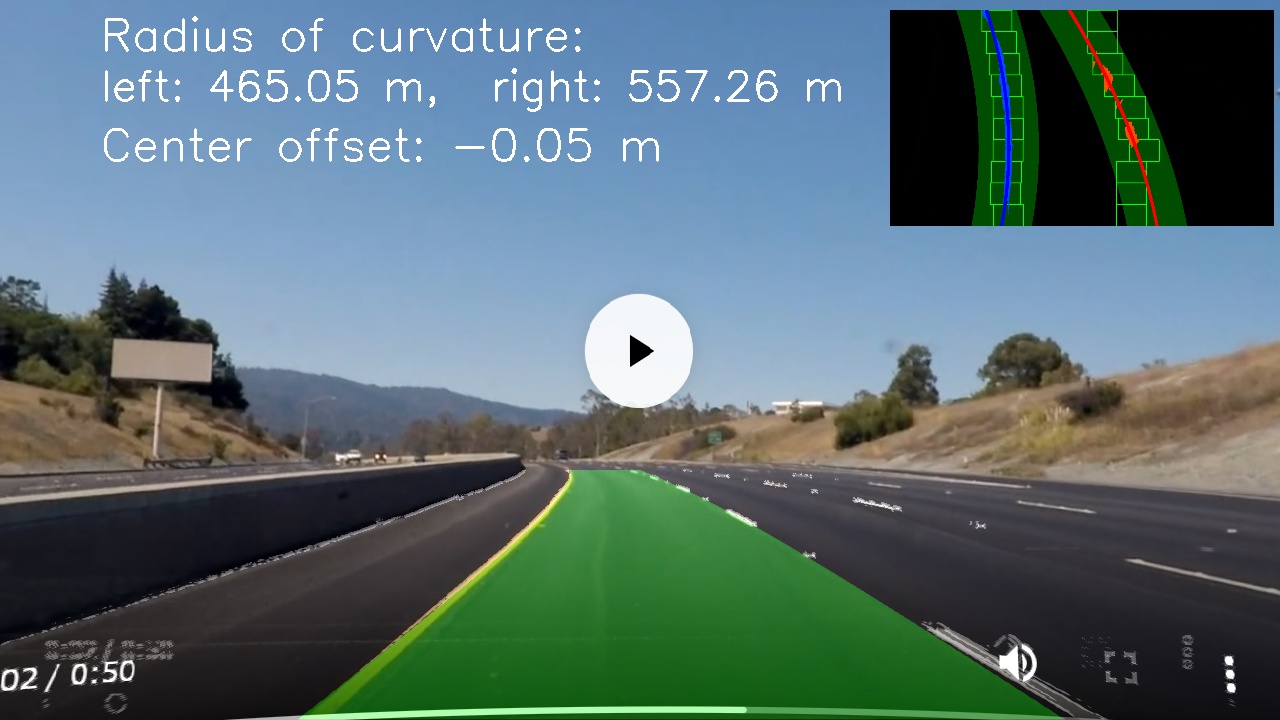 Radius of curvature:
left: 465.05 m, right: 557.26 m
Center offset: −0.05 m
02 / 0:50